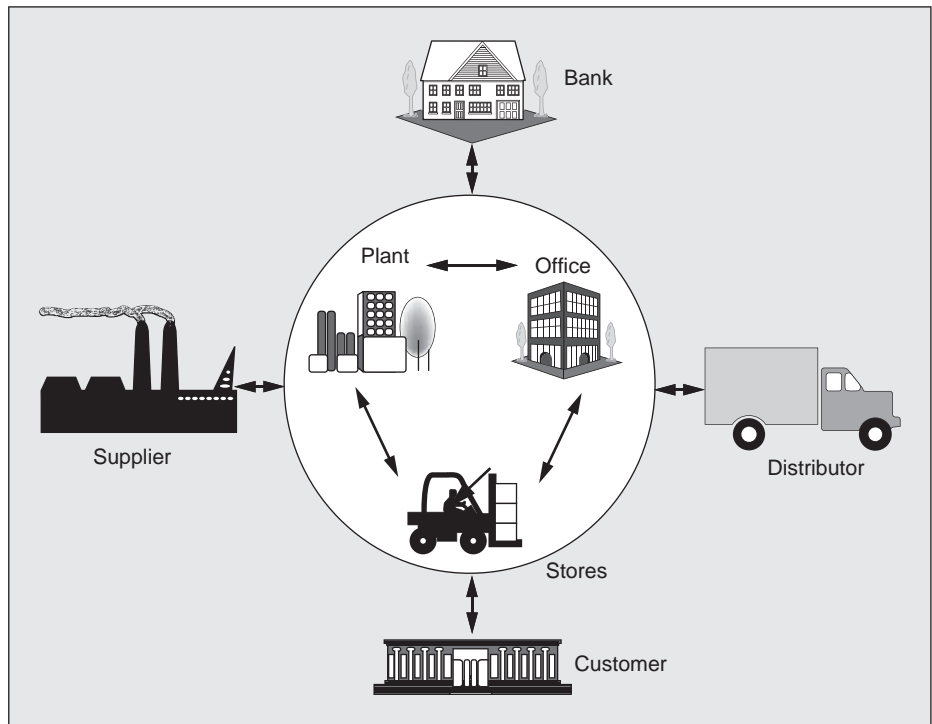 Bank
Plant
Office
Supplier
Distributor
Stores
Customer